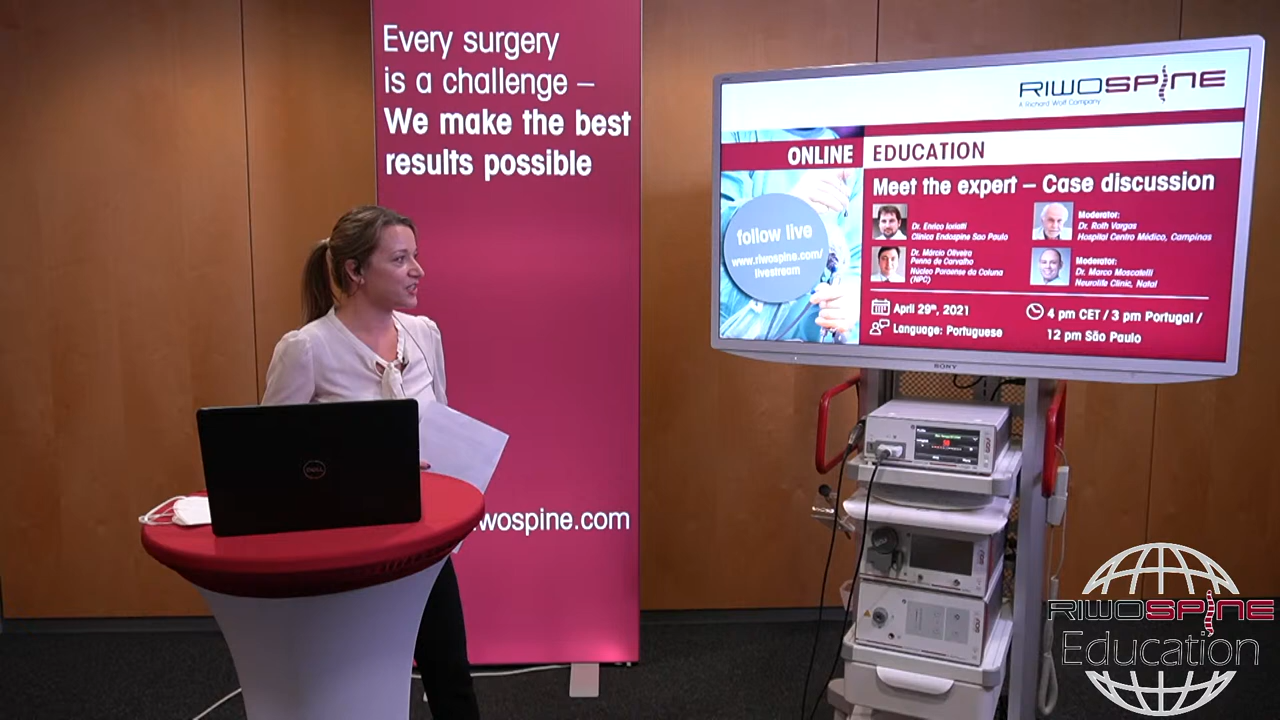 Every surgery
is a challenge –
We make the best
results possible
wospine.com
DELL
RIWOSPINE
A Richard Wolf Company
ONLINE EDUCATION
Meet the expert – Case discussion
follow live
www.riwospine.com/
livestream
Dr. Enrico Ioriatti
Clínica Endospine Sao Paulo
Dr. Márcio Oliveira
Penna de Carvalho
Núcleo Paraense da Coluna
(NPC)
Moderator:
Dr. Roth Vargas
Hospital Centro Médico, Campinas
Moderator:
Dr. Marco Moscatelli
Neurolife Clinic, Natal
April 29th, 2021
Language: Portuguese
4 pm CET / 3 pm Portugal /
12 pm São Paulo
SONY
RIWOSPINE
Education